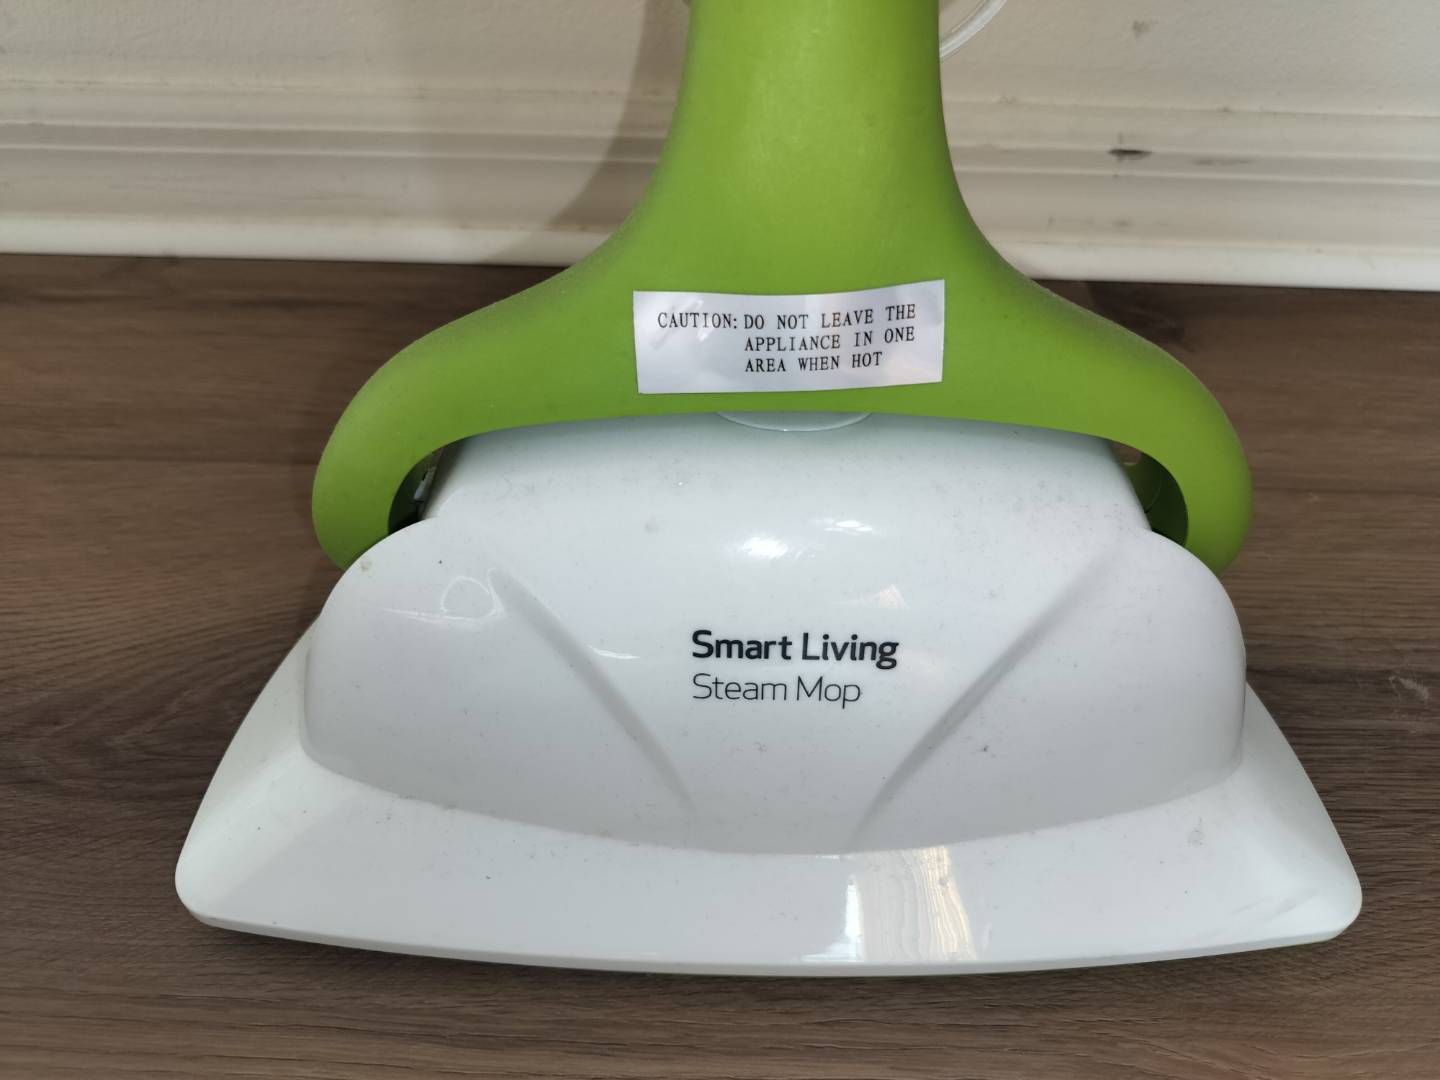 CAUTION: DO NOT LEAVE THE
APPLIANCE IN ONE
AREA WHEN HOT
Smart Living
Steam Mop